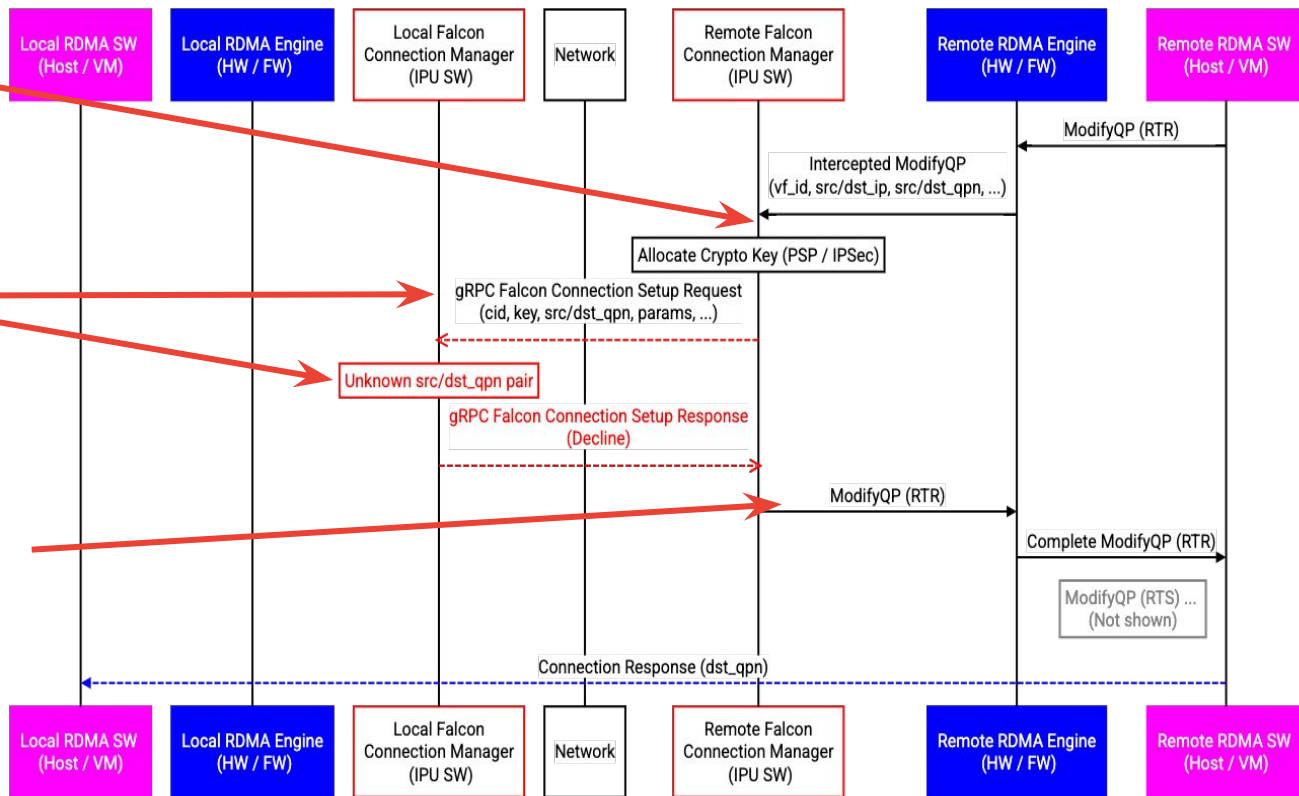 Local RDMA SW
(Host / VM)
Local RDMA Engine
(HW / FW)
Local Falcon
Connection Manager
(IPU SW)
Network
Remote Falcon
Connection Manager
(IPU SW)
Remote RDMA Engine
(HW / FW)
Remote RDMA SW
(Host / VM)
ModifyQP (RTR)
Intercepted ModifyQP
(vf_id, src/dst_ip, src/dst_qpn, ...)
Allocate Crypto Key (PSP / IPSec)
gRPC Falcon Connection Setup Request
(cid, key, src/dst_qpn, params, ...)
Unknown src/dst_qpn pair
gRPC Falcon Connection Setup Response
(Decline)
ModifyQP (RTR)
Complete ModifyQP (RTR)
ModifyQP (RTS) ...
(Not shown)
Connection Response (dst_qpn)
Local RDMA SW
(Host / VM)
Local RDMA Engine
(HW / FW)
Local Falcon
Connection Manager
(IPU SW)
Network
Remote Falcon
Connection Manager
(IPU SW)
Remote RDMA Engine
(HW / FW)
Remote RDMA SW
(Host / VM)